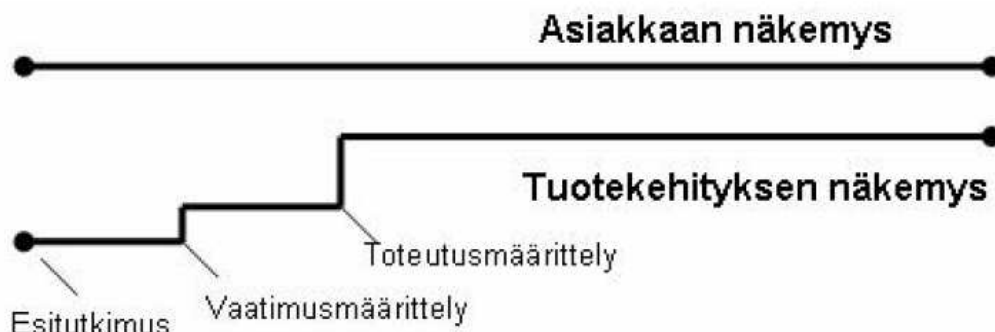 Asiakkaan näkemys
Tuotekehityksen näkemys
Toteutusmäärittely
Vaatimusmäärittely
Esitutkimus